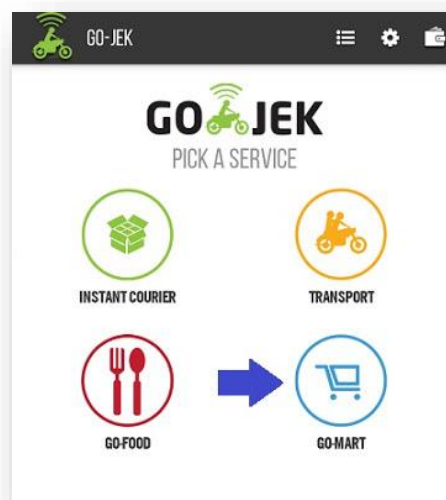 GO-JEK
GO JEK
PICK A SERVICE
INSTANT COURIER
TRANSPORT
GO-FOOD
GO-MART